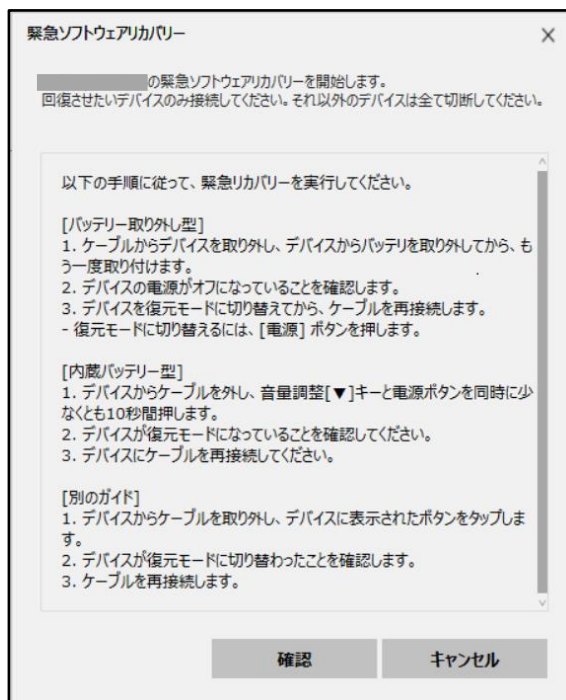 緊急ソフトウェアリカバリー
の緊急ソフトウェアリカバリーを開始します。
回復させたいデバイスのみ接続してください。それ以外のデバイスは全て切断してください。
以下の手順に従って、緊急リカバリーを実行してください。
[バッテリー取り外し型]
1. ケーブルからデバイスを取り外し、デバイスからバッテリを取り外してから、も
う一度取り付けます。
2. デバイスの電源がオフになっていることを確認します。
3. デバイスを復元モードに切り替えてから、ケーブルを再接続します。
- 復元モードに切り替えるには、[電源] ボタンを押します。
[内蔵バッテリー型]
1. デバイスからケーブルを外し、音量調整[▼]キーと電源ボタンを同時に少
なくとも10秒間押します。
2. デバイスが復元モードになっていることを確認してください。
3. デバイスにケーブルを再接続してください。
[別のガイド]
1. デバイスからケーブルを取り外し、デバイスに表示されたボタンをタップしま
す。
2. デバイスが復元モードに切り替わったことを確認します。
3. ケーブルを再接続します。
確認
キャンセル